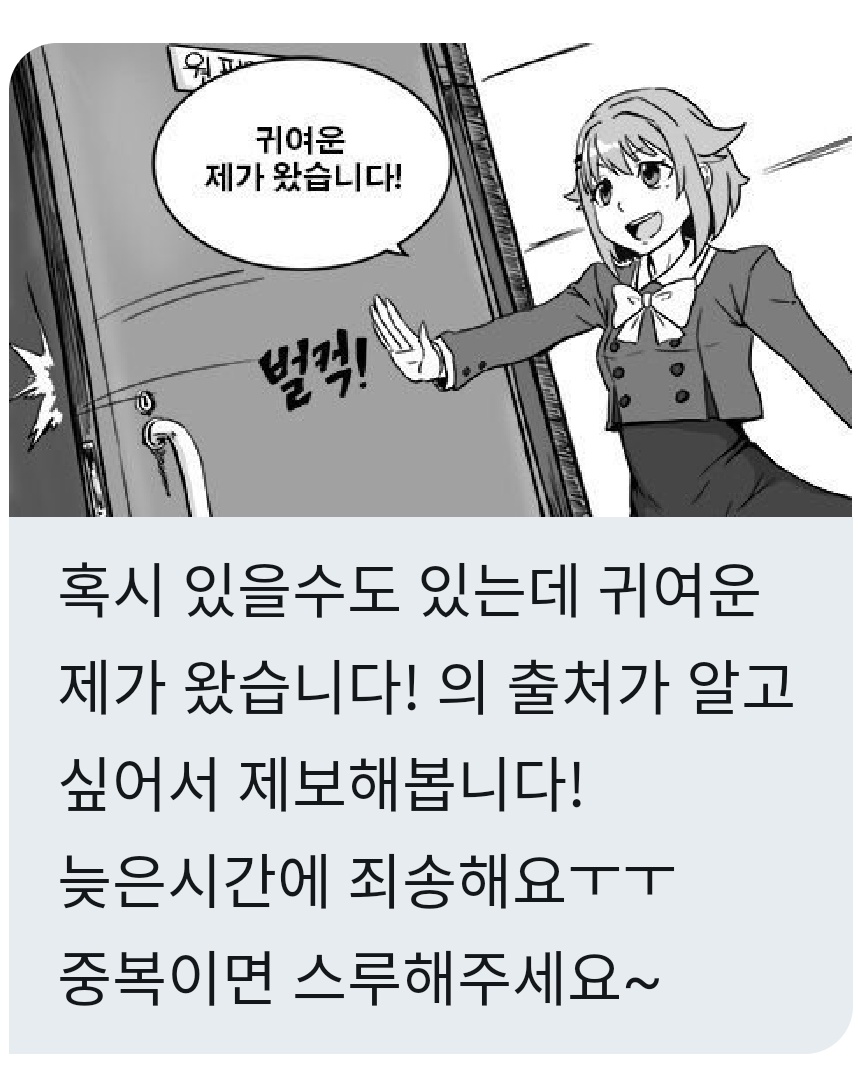 원
귀여운
제가 왔습니다!
벌컥!
혹시 있을수도 있는데 귀여운
제가 왔습니다! 의 출처가 알고
싶어서 제보해봅니다!
늦은시간에 죄송해요ㅜㅜ
중복이면 스루해주세요~